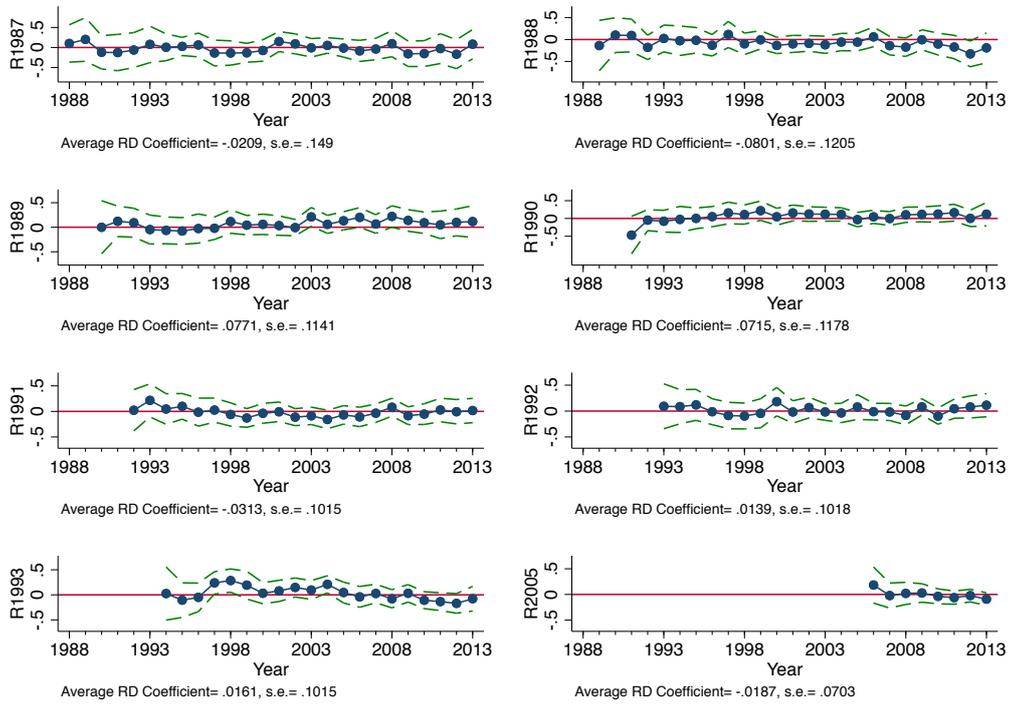 R1987
.5
0
-.5
1988 1993 1998 2003 2008 2013
Year
Average RD Coefficient= -.0209, s.e.= .149
R1988
.5
0
-.5
1988 1993 1998 2003 2008 2013
Year
Average RD Coefficient= -.0801, s.e.= .1205
R1989
.5
0
-.5
1988 1993 1998 2003 2008 2013
Year
Average RD Coefficient= .0771, s.e.= .1141
R1990
.5
0
-.5
1988 1993 1998 2003 2008 2013
Year
Average RD Coefficient= .0715, s.e.= .1178
R1991
.5
0
-.5
1988 1993 1998 2003 2008 2013
Year
Average RD Coefficient= -.0313, s.e.= .1015
R1992
.5
0
-.5
1988 1993 1998 2003 2008 2013
Year
Average RD Coefficient= .0139, s.e.= .1018
R1993
.5
0
-.5
1988 1993 1998 2003 2008 2013
Year
Average RD Coefficient= .0161, s.e.= .1015
R2005
.5
0
-.5
1988 1993 1998 2003 2008 2013
Year
Average RD Coefficient= -.0187, s.e.= .0703